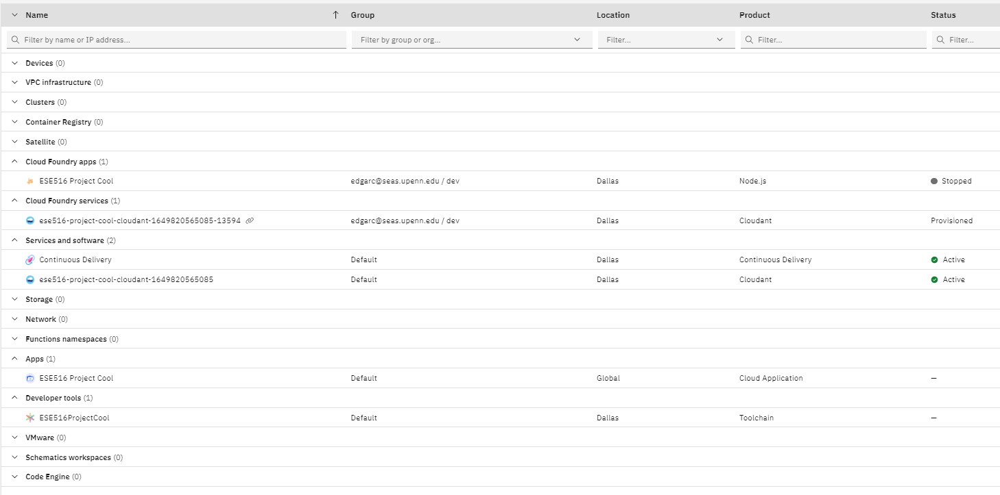 Name Group Location Product Status
Filter by name or IP address... Filter by group or org... Filter... Filter... Filter...
Devices (0)
VPC infrastructure (0)
Clusters (0)
Container Registry (0)
Satellite (0)
Cloud Foundry apps (1)
ESE516 Project Cool edgarc@seas.upenn.edu / dev Dallas Node.js Stopped
Cloud Foundry services (1)
ese516-project-cool-cloudant-1649820565085-13594 edgarc@seas.upenn.edu / dev Dallas Cloudant Provisioned
Services and software (2)
Continuous Delivery Default Dallas Continuous Delivery Active
ese516-project-cool-cloudant-1649820565085 Default Dallas Cloudant Active
Storage (0)
Network (0)
Functions namespaces (0)
Apps (1)
ESE516 Project Cool Default Global Cloud Application –
Developer tools (1)
ESE516ProjectCool Default Dallas Toolchain –
VMware (0)
Schematics workspaces (0)
Code Engine (0)